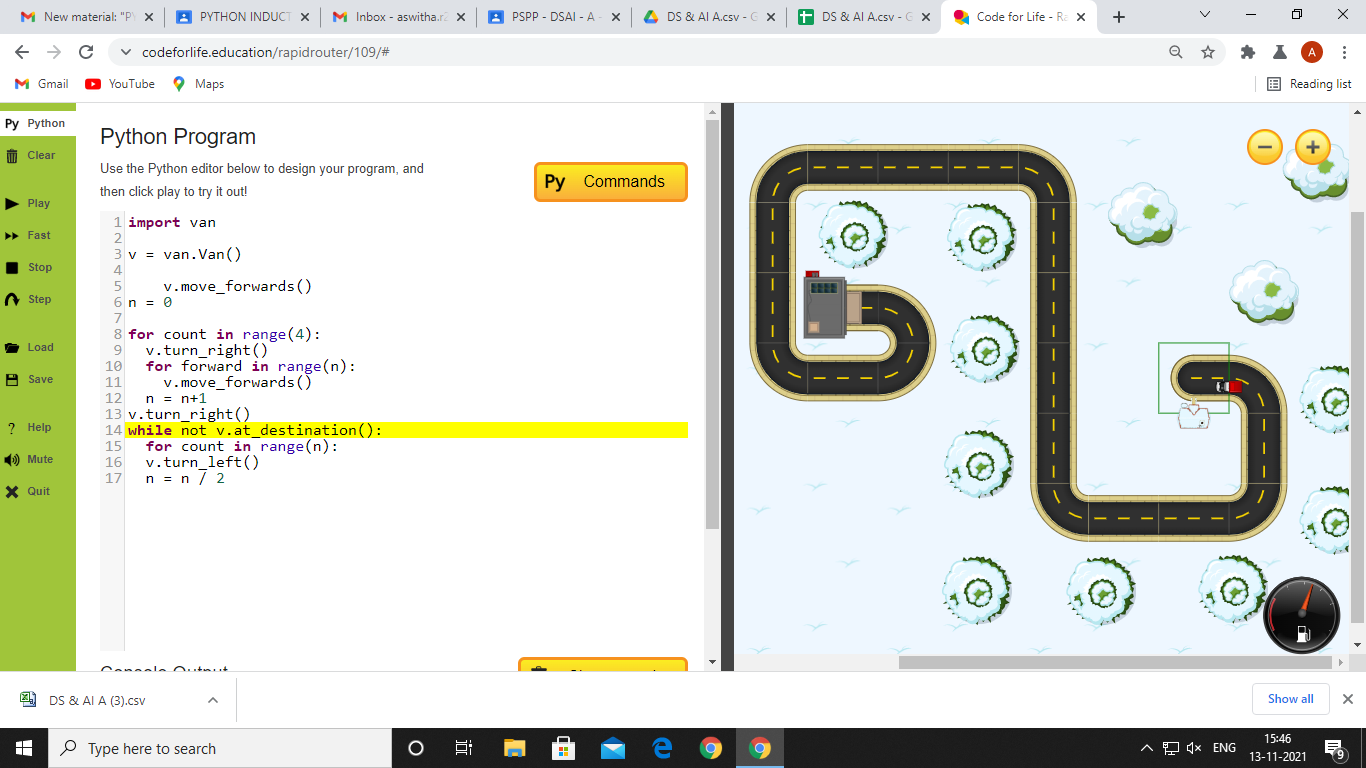 New material: "PY
PYTHON INDUCT
Inbox - aswitha.r2
PSPP - DSAI - A -
DS & AI A.csv - G
DS & AI A.csv - G
Code for Life - Ra
codeforlife.education/rapidrouter/109/#
A
Gmail
YouTube
Maps
Reading list
Py Python
Clear
Play
Fast
Stop
Step
Load
Save
? Help
Mute
Quit
Python Program
Use the Python editor below to design your program, and
then click play to try it out!
Py Commands
1 import van
2
3 v = van.Van()
4
5     v.move_forwards()
6 n = 0
7
8 for count in range(4):
9   v.turn_right()
10   for forward in range(n):
11     v.move_forwards()
12   n = n+1
13 v.turn_right()
14 while not v.at_destination():
15   for count in range(n):
16   v.turn_left()
17   n = n / 2
Console Output
DS & AI A (3).csv
Show all
Type here to search
ENG
15:46
13-11-2021
9